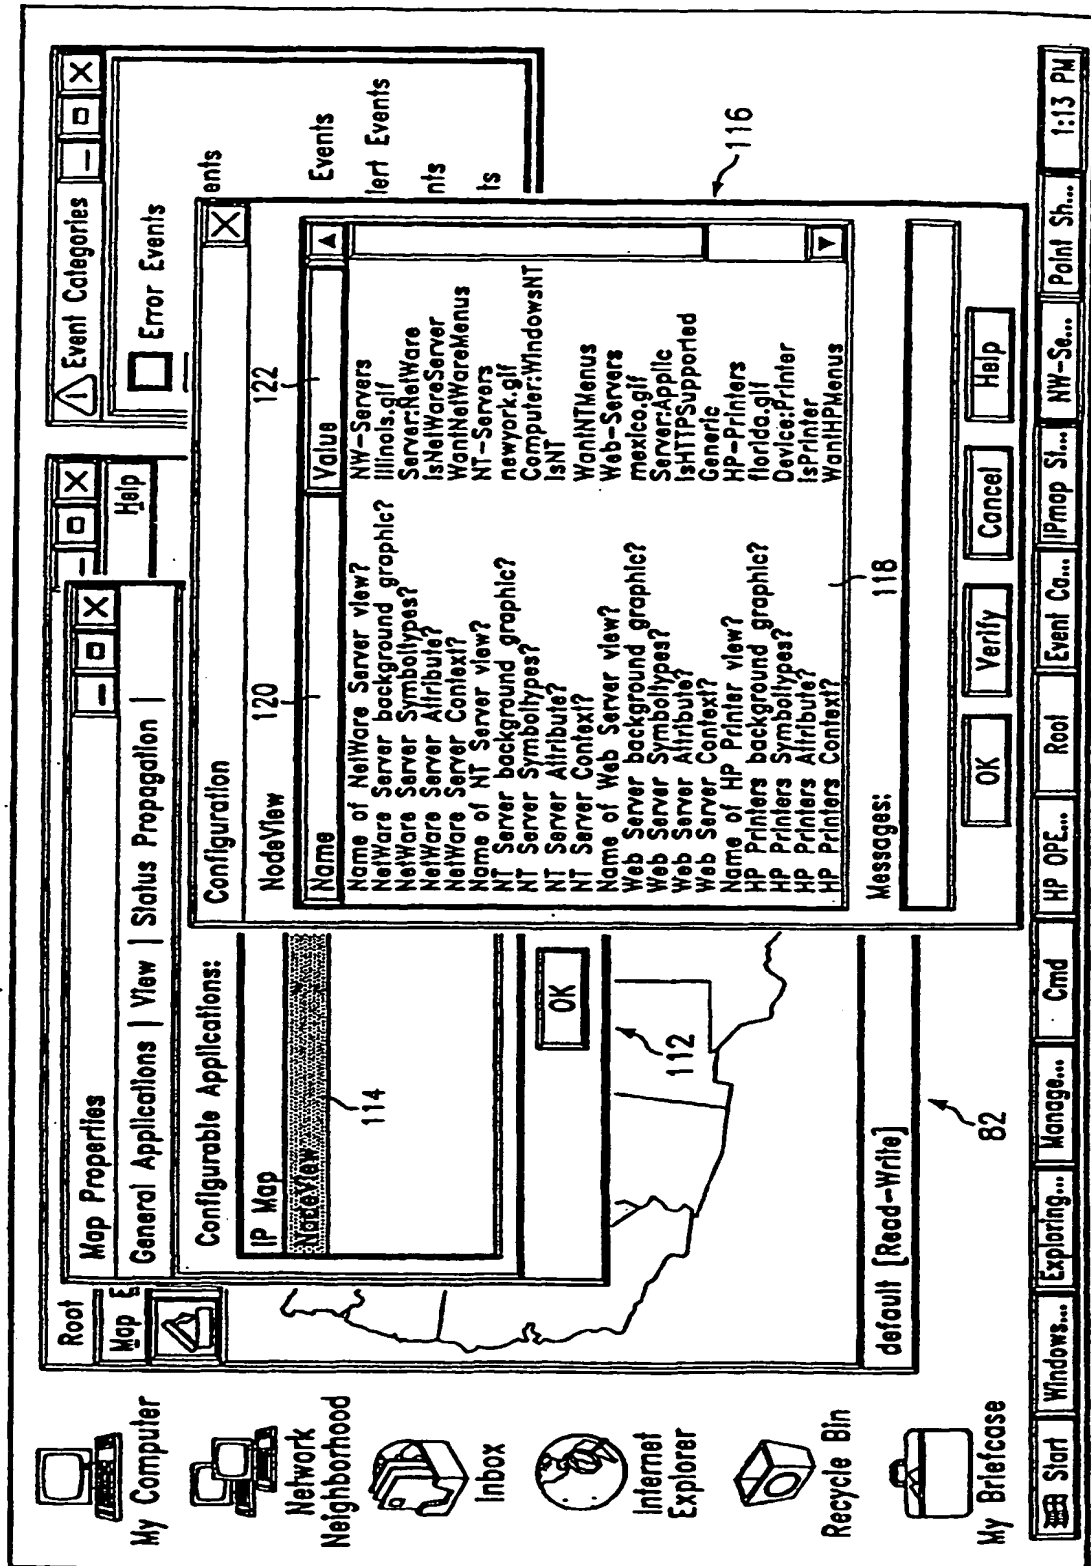 My Computer
Network
Neighborhood
Inbox
Internet
Explorer
Recycle Bin
My Briefcase
Root
Map E
Help
Map Properties
General Applications | View | Status Propagation |
Configurable Applications:
IP Map
NodeView
114
OK
112
default [Read-Write]
82
Event Categories
Error Events
ents
Events
lert Events
nts
ts
Configuration
NodeView
120
122
Name Value
Name of NetWare Server view? NW-Servers
NetWare Server background graphic? illinois.gif
NetWare Server Symboltypes? Server:NetWare
NetWare Server Attribute? isNetWareServer
NetWare Server Context? WantNetWareMenus
Name of NT Server view? NT-Servers
NT Server background graphic? newyork.gif
NT Server Symboltypes? Computer:WindowsNT
NT Server Attribute? isNT
NT Server Context? WantNTMenus
Name of Web Server view? Web-Servers
Web Server background graphic? mexico.gif
Web Server Symboltypes? Server:Applic
Web Server Attribute? isHTTPSupported
Web Server Context? Generic
Name of HP Printer view? HP-Printers
HP Printers background graphic? florida.gif
HP Printers Symboltypes? Device:Printer
HP Printers Attribute? isPrinter
HP Printers Context? WantHPMenus
118
116
Messages:
OK Verify Cancel Help
Start Windows... Exploring... Manage... Cmd HP OPE... Root Event Ca... IPmap St... NW-Se... Point Sh... 1:13 PM